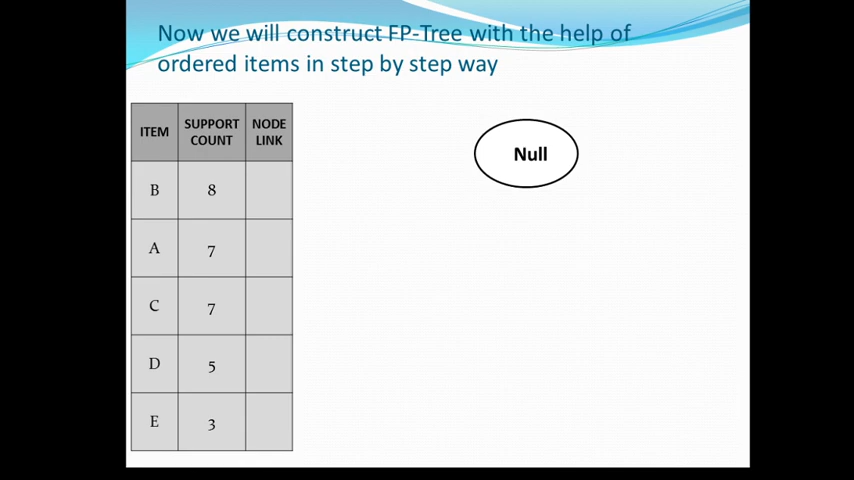 Now we will construct FP-Tree with the help of
ordered items in step by step way
ITEM SUPPORT COUNT NODE LINK
B 8
A 7
C 7
D 5
E 3
Null